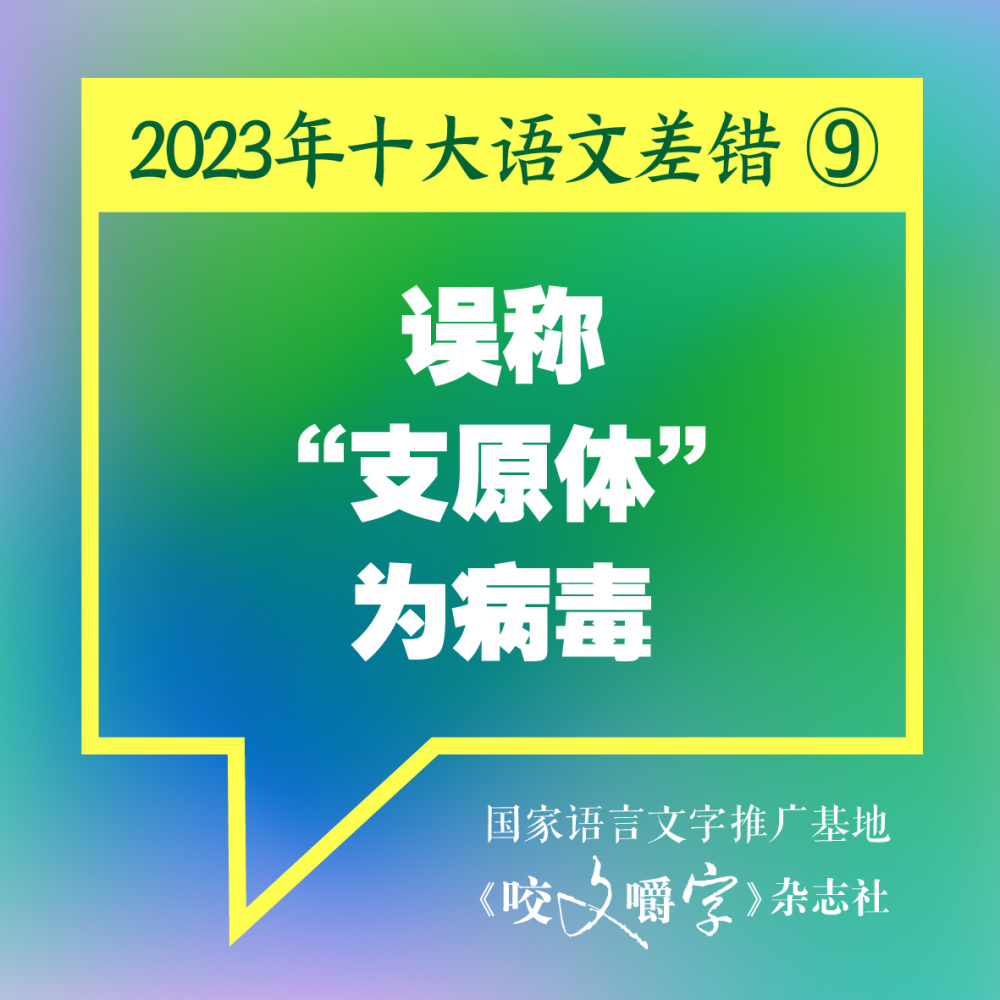 2023年十大语文差错 ⑨
误称
“支原体”
为病毒
国家语言文字推广基地
《咬文嚼字》杂志社